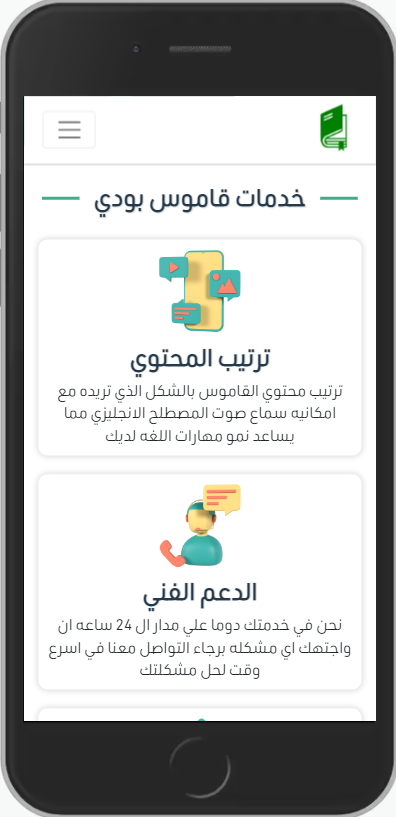 خدمات قاموس بودي
ترتيب المحتوي
ترتيب محتوي القاموس بالشكل الذي تريده مع
امكانيه سماع صوت المصطلح الانجليزي مما
يساعد نمو مهارات اللغه لديك
الدعم الفني
نحن في خدمتك دوما علي مدار ال 24 ساعه ان
واجتهك اي مشكله برجاء التواصل معنا في اسرع
وقت لحل مشكلتك